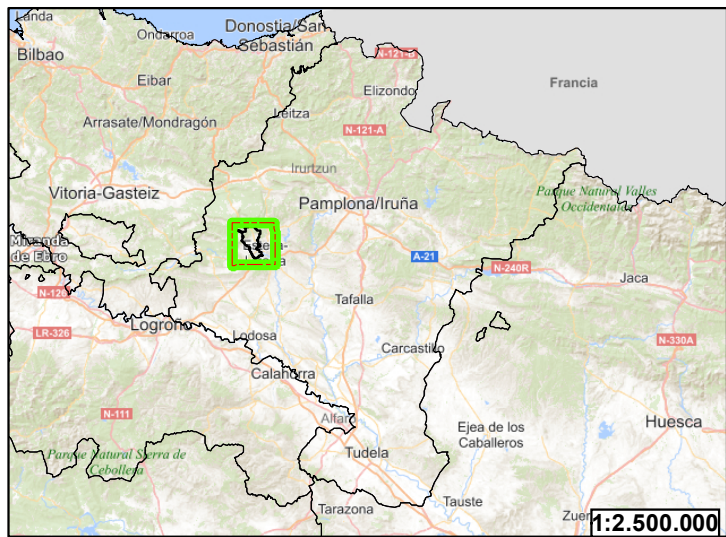 Landa
Ondarroa
Donostia/San
Sebastián
Bilbao
N-121-B
Eibar
Elizondo
Francia
Arrasate/Mondragón
Leitza
N-121-A
Irurtzun
Vitoria-Gasteiz
Pamplona/Iruña
Parque Natural Valles
Occidentales
Miranda
de Ebro
A-21
N-240R
Jaca
N-120
Tafalla
Logroño
LR-326
Lodosa
N-330A
Carcastillo
Calahorra
N-111
Alfaro
Ejea de los
Caballeros
Huesca
Parque Natural Sierra de
Cebollera
Tudela
Tauste
Tarazona
Zuer
1:2.500.000